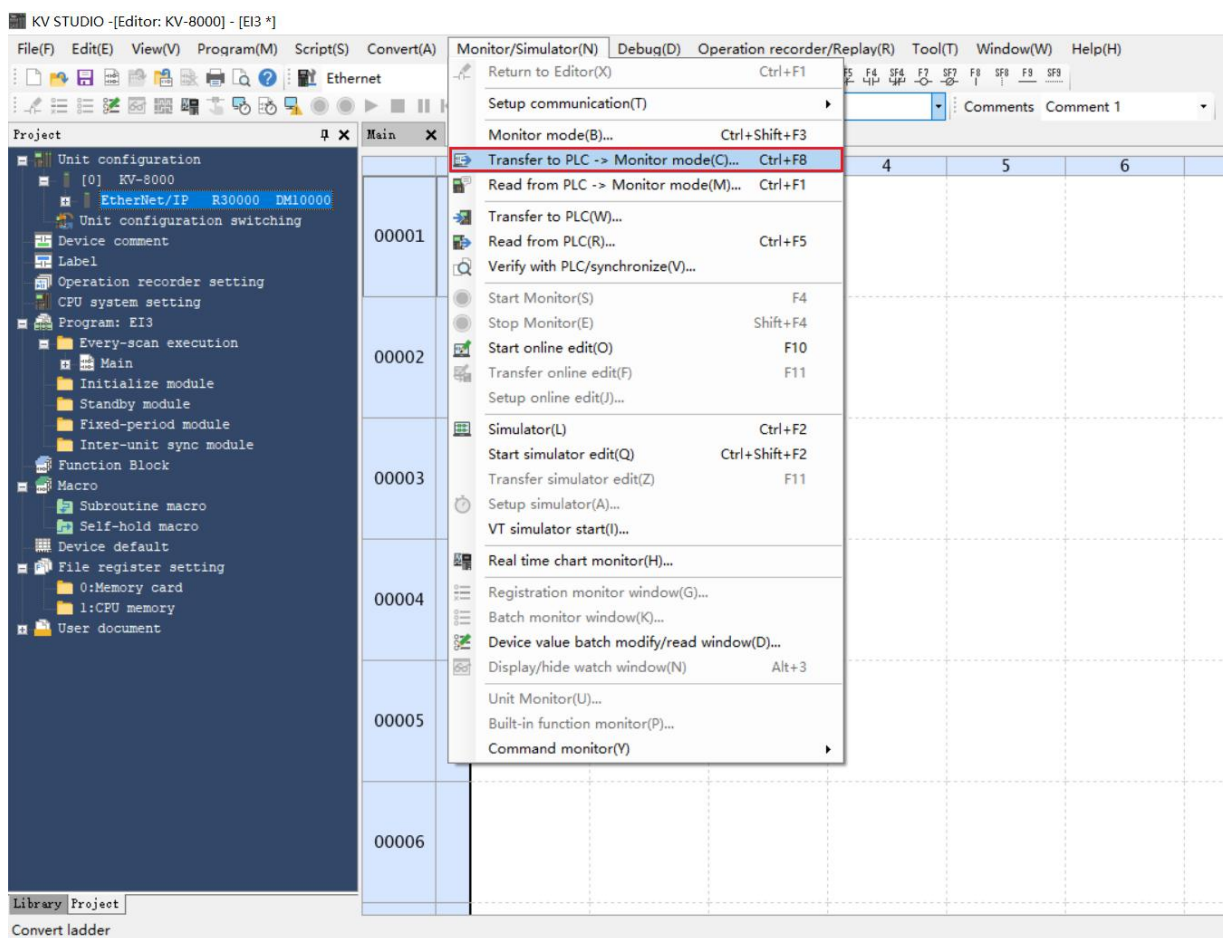 KV STUDIO -[Editor: KV-8000] - [EI3 *]
File(F) Edit(E) View(V) Program(M) Script(S) Convert(A) Monitor/Simulator(N) Debug(D) Operation recorder/Replay(R) Tool(T) Window(W) Help(H)
Ethernet
F5 F4 SF4 F7 SF7 F8 SF8 F9 SF9
Comments Comment 1
Project
Main
Unit configuration
[0] KV-8000
EtherNet/IP R30000 DM10000
Unit configuration switching
Device comment
Label
Operation recorder setting
CPU system setting
Program: EI3
Every-scan execution
Main
Initialize module
Standby module
Fixed-period module
Inter-unit sync module
Function Block
Macro
Subroutine macro
Self-hold macro
Device default
File register setting
0:Memory card
1:CPU memory
User document
Library Project
Convert ladder
00001
00002
00003
00004
00005
00006
Return to Editor(X) Ctrl+F1
Setup communication(T)
Monitor mode(B)... Ctrl+Shift+F3
Transfer to PLC -> Monitor mode(C)... Ctrl+F8
Read from PLC -> Monitor mode(M)... Ctrl+F1
Transfer to PLC(W)...
Read from PLC(R)... Ctrl+F5
Verify with PLC/synchronize(V)...
Start Monitor(S) F4
Stop Monitor(E) Shift+F4
Start online edit(O) F10
Transfer online edit(F) F11
Setup online edit(J)...
Simulator(L) Ctrl+F2
Start simulator edit(Q) Ctrl+Shift+F2
Transfer simulator edit(Z) F11
Setup simulator(A)...
VT simulator start(I)...
Real time chart monitor(H)...
Registration monitor window(G)...
Batch monitor window(K)...
Device value batch modify/read window(D)...
Display/hide watch window(N) Alt+3
Unit Monitor(U)...
Built-in function monitor(P)...
Command monitor(Y)
4 5 6